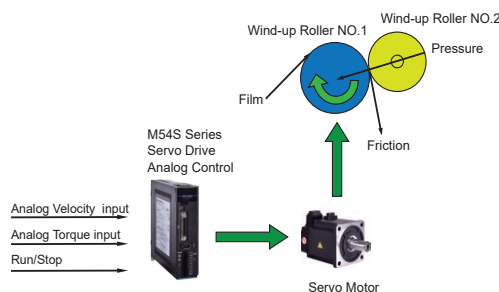 Wind-up Roller NO.2
Wind-up Roller NO.1
Pressure
Film
Friction
M54S Series
Servo Drive
Analog Control
Analog Velocity input
Analog Torque input
Run/Stop
Servo Motor